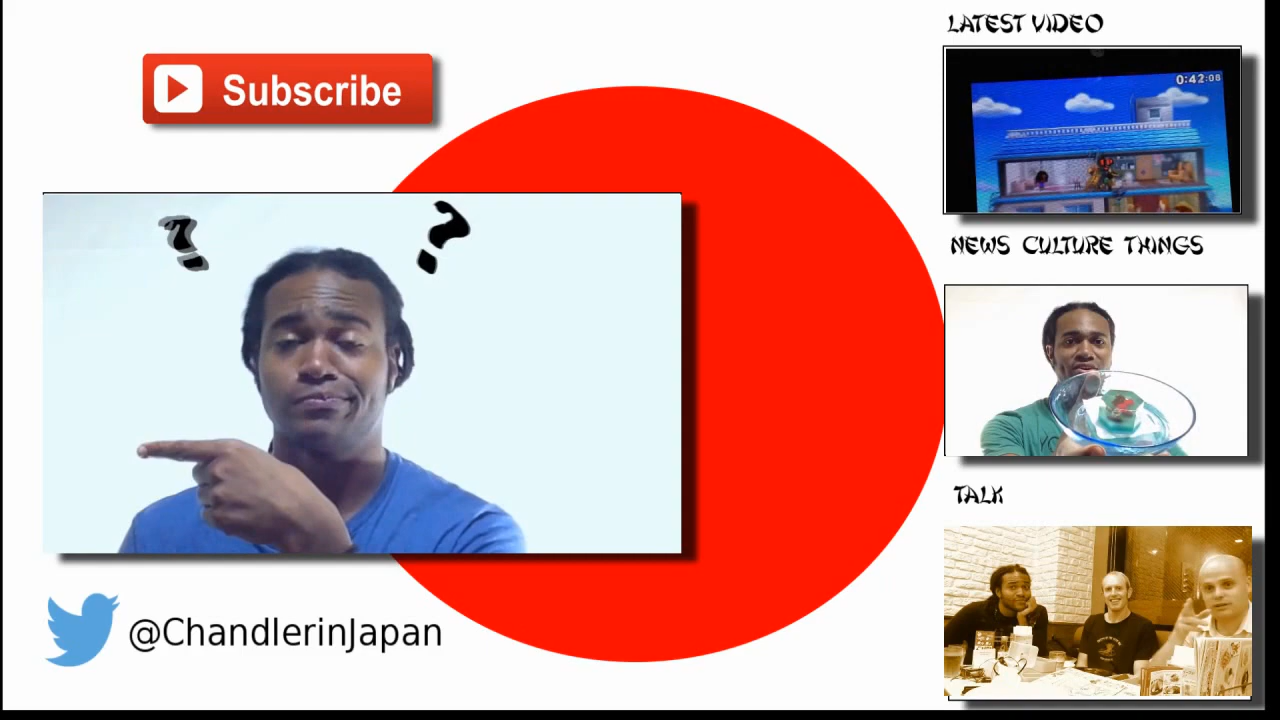 LATEST VIDEO
Subscribe
0:42:08
NEWS CULTURE THINGS
? ?
TALK
@ChandlerinJapan